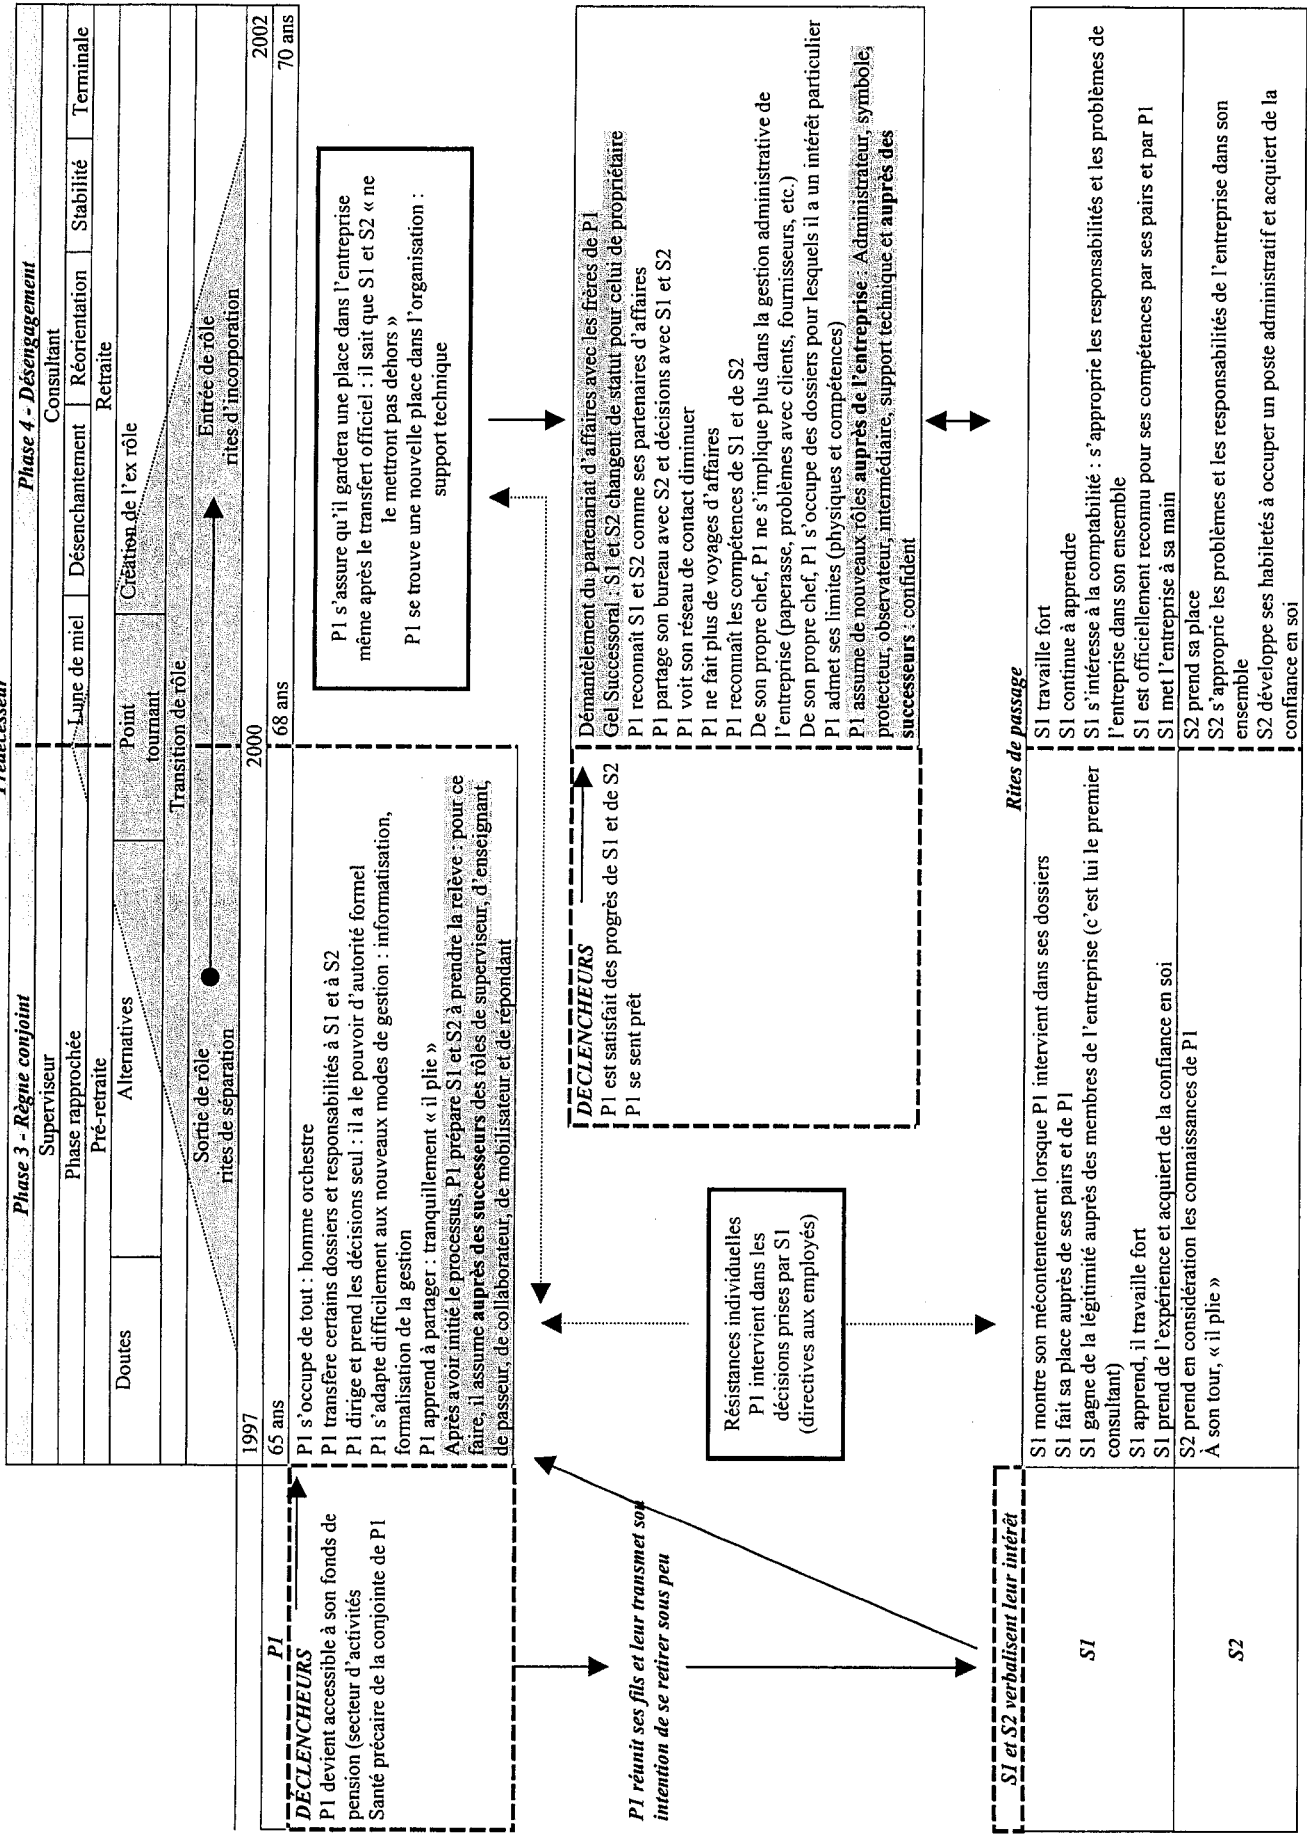 Prédécesseur
Phase 3 - Règne conjoint
Phase 4 - Désengagement
Superviseur
Consultant
Phase rapprochée
Lune de miel
Désenchantement
Réorientation
Stabilité
Terminale
Pré-retraite
Retraite
Doutes
Alternatives
Point
tournant
Création de l'ex rôle
Transition de rôle
Sortie de rôle
rites de séparation
Entrée de rôle
rites d'incorporation
1997
2000
2002
P1
65 ans
68 ans
70 ans
DÉCLENCHEURS
P1 devient accessible à son fonds de
pension (secteur d'activités
Santé précaire de la conjointe de P1
P1 s'occupe de tout : homme orchestre
P1 transfère certains dossiers et responsabilités à S1 et à S2
P1 dirige et prend les décisions seul : il a le pouvoir d'autorité formel
P1 s'adapte difficilement aux nouveaux modes de gestion : informatisation,
formalisation de la gestion
P1 apprend à partager : tranquillement « il plie »
Après avoir initié le processus, P1 prépare S1 et S2 à prendre la relève : pour ce
faire, il assume auprès des successeurs des rôles de superviseur, d'enseignant,
de passeur, de collaborateur, de mobilisateur et de répondant
P1 s'assure qu'il gardera une place dans l'entreprise
même après le transfert officiel : il sait que S1 et S2 « ne
le mettront pas dehors »
P1 se trouve une nouvelle place dans l'organisation :
support technique
P1 réunit ses fils et leur transmet son
intention de se retirer sous peu
DÉCLENCHEURS
P1 est satisfait des progrès de S1 et de S2
P1 se sent prêt
Démantèlement du partenariat d'affaires avec les frères de P1
Gel Successoral : S1 et S2 changent de statut pour celui de propriétaire
P1 reconnaît S1 et S2 comme ses partenaires d'affaires
P1 partage son bureau avec S2 et décisions avec S1 et S2
P1 voit son réseau de contact diminuer
P1 ne fait plus de voyages d'affaires
P1 reconnaît les compétences de S1 et de S2
De son propre chef, P1 ne s'implique plus dans la gestion administrative de
l'entreprise (paperasse, problèmes avec clients, fournisseurs, etc.)
De son propre chef, P1 s'occupe des dossiers pour lesquels il a un intérêt particulier
P1 admet ses limites (physiques et compétences)
P1 assume de nouveaux rôles auprès de l'entreprise : Administrateur, symbole,
protecteur, observateur, intermédiaire, support technique et auprès des
successeurs : confident
Résistances individuelles
P1 intervient dans les
décisions prises par S1
(directives aux employés)
Rites de passage
S1 et S2 verbalisent leur intérêt
S1
S1 montre son mécontentement lorsque P1 intervient dans ses dossiers
S1 fait sa place auprès de ses pairs et de P1
S1 gagne de la légitimité auprès des membres de l'entreprise (c'est lui le premier
consultant)
S1 apprend, il travaille fort
S1 prend de l'expérience et acquiert de la confiance en soi
S1 travaille fort
S1 continue à apprendre
S1 s'intéresse à la comptabilité : s'approprie les responsabilités et les problèmes de
l'entreprise dans son ensemble
S1 est officiellement reconnu pour ses compétences par ses pairs et par P1
S1 met l'entreprise à sa main
S2
S2 prend en considération les connaissances de P1
À son tour, « il plie »
S2 prend sa place
S2 s'approprie les problèmes et les responsabilités de l'entreprise dans son
ensemble
S2 développe ses habiletés à occuper un poste administratif et acquiert de la
confiance en soi